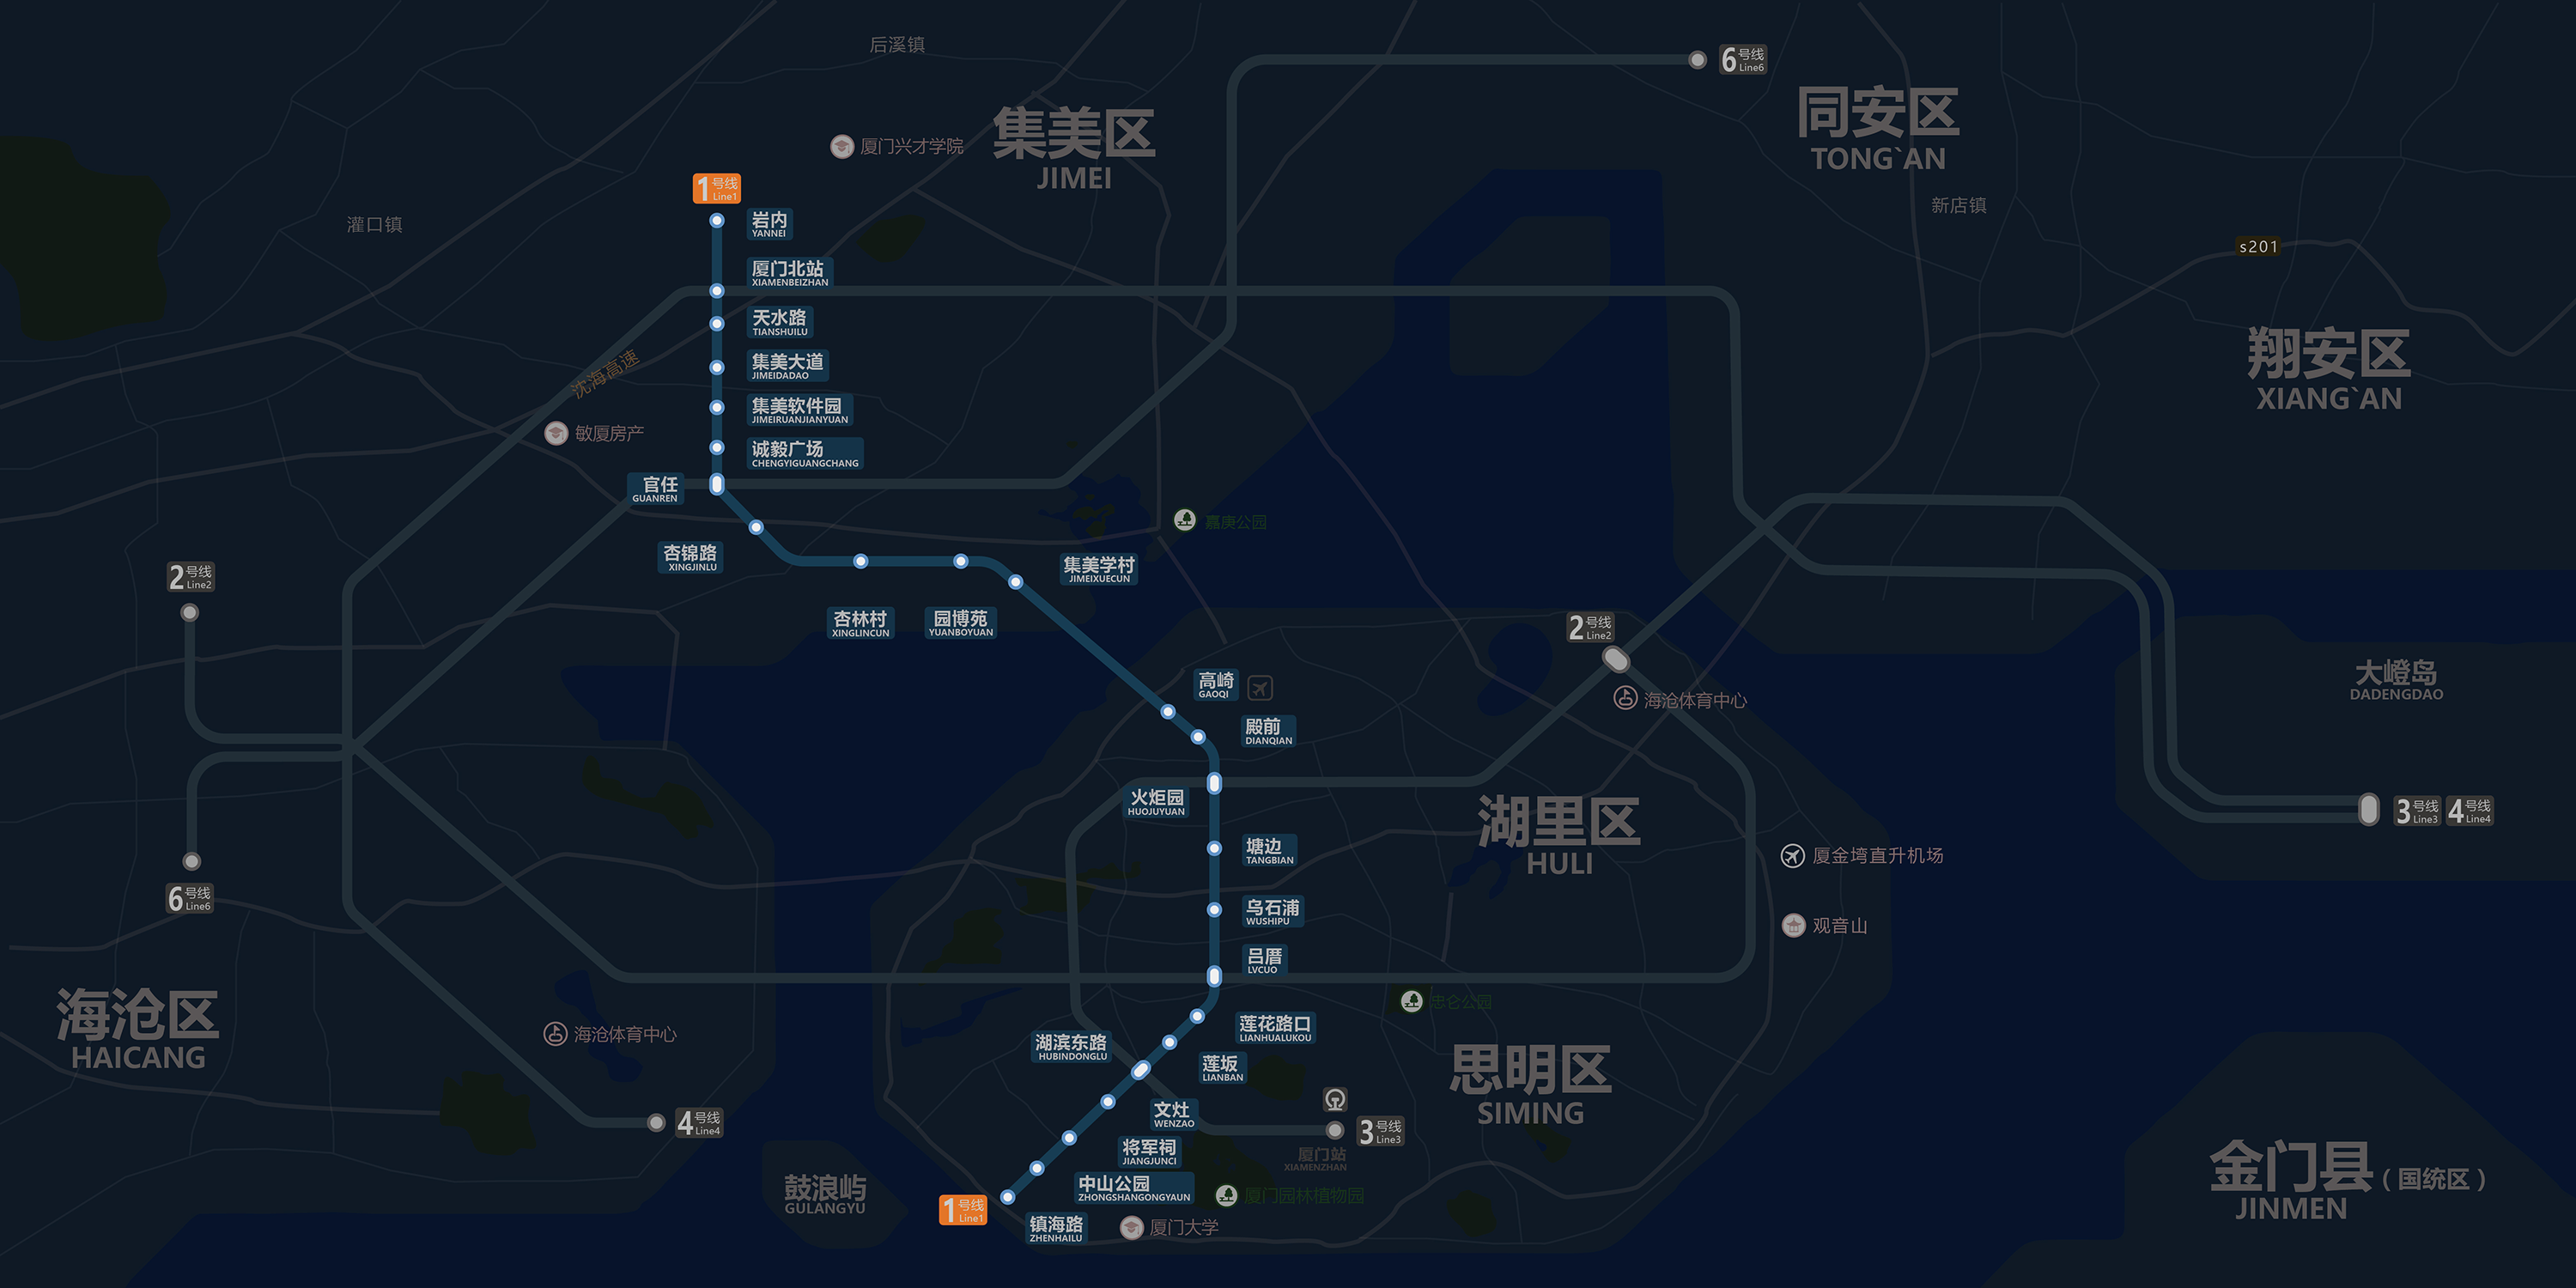 后溪镇
6号线
Line6
集美区
JIMEI
同安区
TONG`AN
厦门兴才学院
1号线
Line1
灌口镇
岩内
YANNEI
新店镇
s201
厦门北站
XIAMENBEIZHAN
天水路
TIANSHUILU
沈海高速
集美大道
JIMEIDADAO
翔安区
XIANG`AN
集美软件园
JIMEIRUANJIANYUAN
敏厦房产
诚毅广场
CHENGYIGUANGCHANG
官任
GUANREN
嘉庚公园
杏锦路
XINGJINLU
集美学村
JIMEIXUECUN
2号线
Line2
杏林村
XINGLINCUN
园博苑
YUANBOYUAN
2号线
Line2
高崎
GAOQI
海沧体育中心
大嶝岛
DADENGDAO
殿前
DIANQIAN
火炬园
HUOJUYUAN
湖里区
HULI
3号线
Line3
4号线
Line4
塘边
TANGBIAN
厦金湾直升机场
6号线
Line6
乌石浦
WUSHIPU
观音山
吕厝
LVCUO
海沧区
HAICANG
忠仑公园
海沧体育中心
莲花路口
LIANHUALUKOU
湖滨东路
HUBINDONGLU
莲坂
LIANBAN
思明区
SIMING
文灶
WENZAO
4号线
Line4
3号线
Line3
将军祠
JIANGJUNCI
厦门站
XIAMENZHAN
中山公园
ZHONGSHANGONGYAUN
鼓浪屿
GULANGYU
厦门园林植物园
1号线
Line1
镇海路
ZHENHAILU
厦门大学
金门县（国统区）
JINMEN